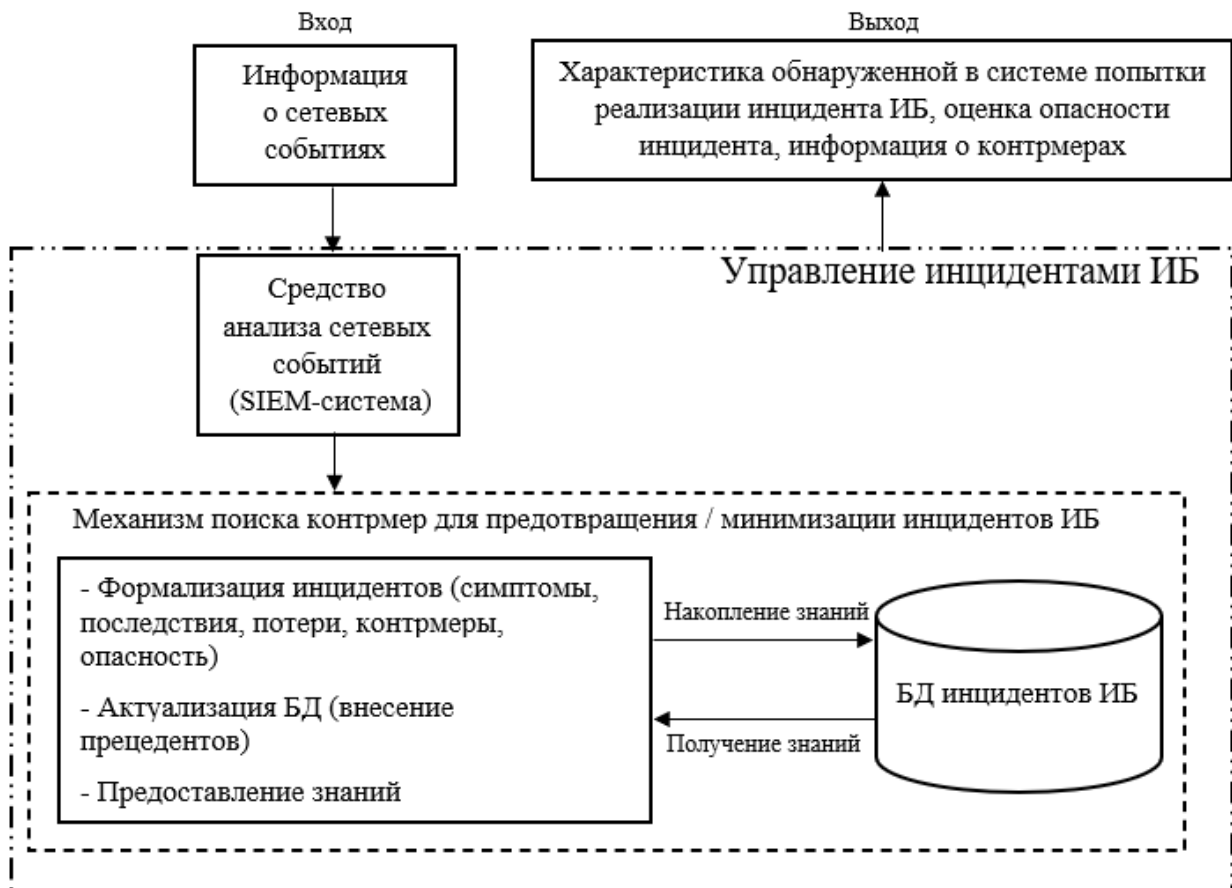 Вход
Информация
о сетевых
событиях
Выход
Характеристика обнаруженной в системе попытки
реализации инцидента ИБ, оценка опасности
инцидента, информация о контрмерах
Управление инцидентами ИБ
Средство
анализа сетевых
событий
(SIEM-система)
Механизм поиска контрмер для предотвращения / минимизации инцидентов ИБ
- Формализация инцидентов (симптомы,
последствия, потери, контрмеры,
опасность)
- Актуализация БД (внесение
прецедентов)
- Предоставление знаний
Накопление знаний
Получение знаний
БД инцидентов ИБ